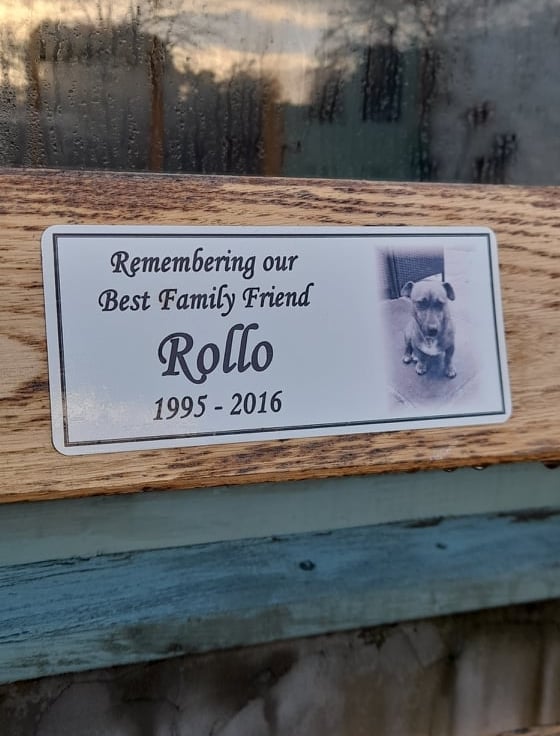 Remembering our
Best Family Friend
Rollo
1995 - 2016